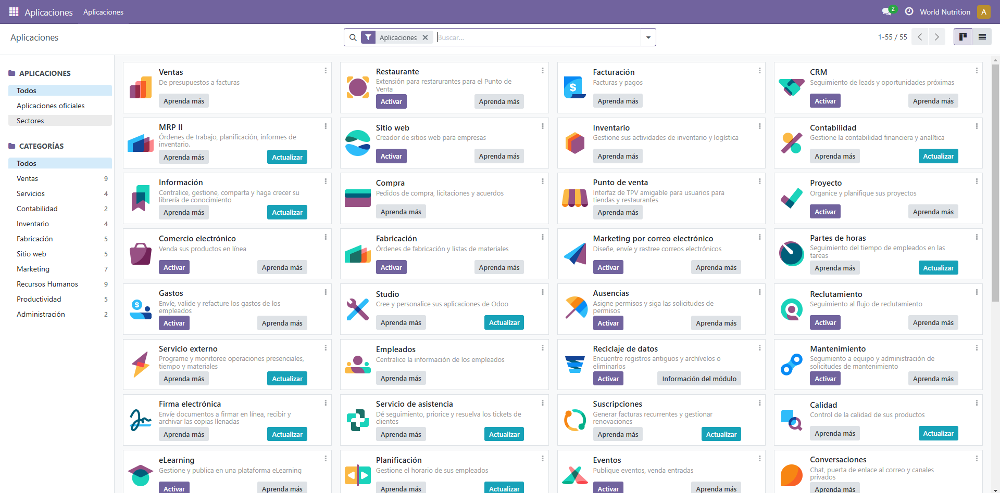 Aplicaciones
Aplicaciones
2
World Nutrition
A
Aplicaciones
Aplicaciones
Buscar...
1-55 / 55
APLICACIONES
Todos
Aplicaciones oficiales
Sectores
CATEGORÍAS
Todos
Ventas 9
Servicios 4
Contabilidad 2
Inventario 4
Fabricación 5
Sitio web 5
Marketing 7
Recursos Humanos 9
Productividad 5
Administración 2
Ventas
De presupuestos a facturas
Aprenda más
Restaurante
Extensión para restarurantes para el Punto de
Venta
Activar
Aprenda más
$
Facturación
Facturas y pagos
Aprenda más
CRM
Seguimiento de leads y oportunidades próximas
Activar
Aprenda más
MRP II
Órdenes de trabajo, planificación, informes de
inventario.
Aprenda más
Actualizar
Sitio web
Creador de sitios web para empresas
Activar
Aprenda más
Inventario
Gestione sus actividades de inventario y logística
Aprenda más
Contabilidad
Gestione la contabilidad financiera y analítica
Aprenda más
Actualizar
Información
Centralice, gestione, comparta y haga crecer su
librería de conocimiento
Aprenda más
Actualizar
Compra
Pedidos de compra, licitaciones y acuerdos
Aprenda más
Punto de venta
Interfaz de TPV amigable para usuarios para
tiendas y restaurantes
Aprenda más
Proyecto
Organice y planifique sus proyectos
Activar
Aprenda más
Comercio electrónico
Venda sus productos en línea
Activar
Aprenda más
Fabricación
Órdenes de fabricación y listas de materiales
Activar
Aprenda más
Marketing por correo electrónico
Diseñe, envíe y rastree correos electrónicos
Activar
Aprenda más
Partes de horas
Seguimiento del tiempo de empleados en las
tareas
Aprenda más
Actualizar
$
Gastos
Envíe, valide y refacture los gastos de los
empleados
Activar
Aprenda más
Studio
Cree y personalice sus aplicaciones de Odoo
Aprenda más
Actualizar
Ausencias
Asigne permisos y siga las solicitudes de
permisos
Activar
Aprenda más
Reclutamiento
Seguimiento al flujo de reclutamiento
Activar
Aprenda más
Servicio externo
Programe y monitoree operaciones presenciales,
tiempo y materiales
Aprenda más
Actualizar
Empleados
Centralice la información de los empleados
Aprenda más
Reciclaje de datos
Encuentre registros antiguos y archívelos o
eliminarlos
Activar
Información del módulo
Mantenimiento
Segumiento a equipo y administración de
solicitudes de mantenimiento
Activar
Aprenda más
Firma electrónica
Envíe documentos a firmar en línea, recibir y
archivar las copias llenadas
Aprenda más
Actualizar
Servicio de asistencia
Dé seguimiento, priorice y resuelva los tickets de
clientes
Aprenda más
Actualizar
Suscripciones
Generar facturas recurrentes y gestionar
renovaciones
Aprenda más
Actualizar
Calidad
Control de la calidad de sus productos
Aprenda más
Actualizar
eLearning
Gestione y publica en una plataforma eLearning
Activar
Aprenda más
Planificación
Gestione el horario de sus empleados
Aprenda más
Actualizar
Eventos
Publique eventos, venda entradas
Activar
Aprenda más
Conversaciones
Chat, puerta de enlace al correo y canales
privados
Aprenda más